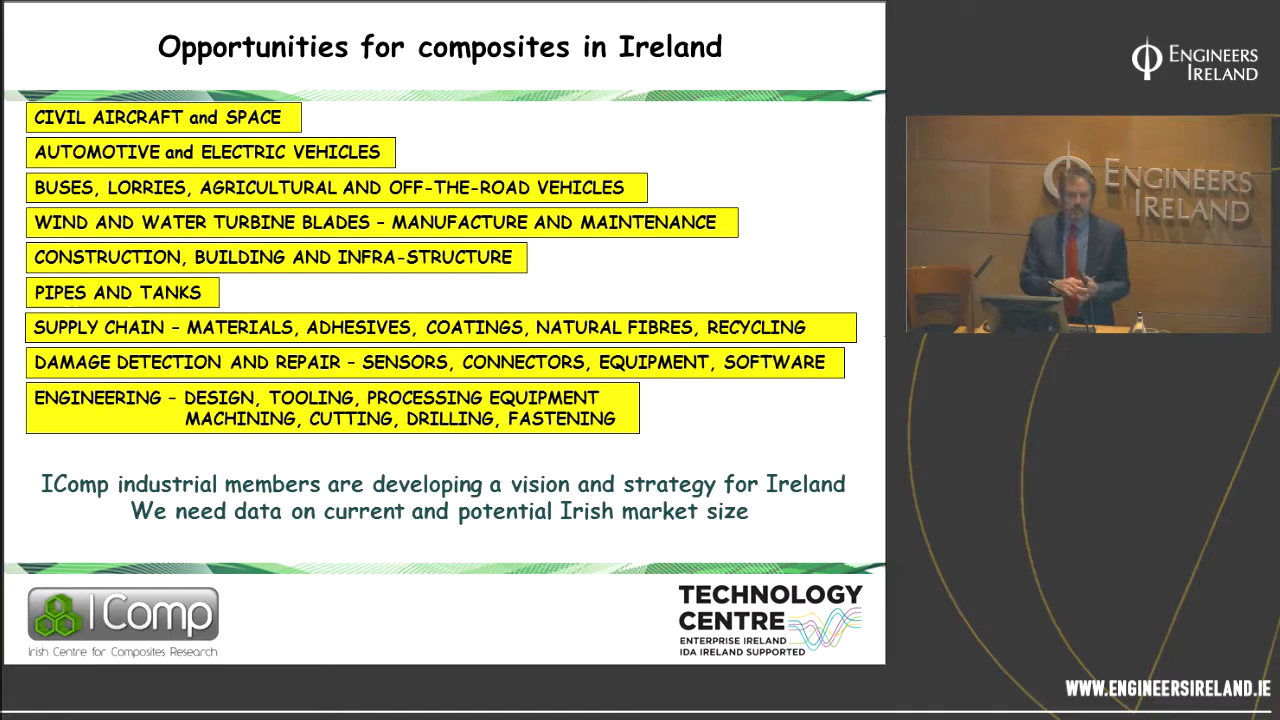 Opportunities for composites in Ireland
CIVIL AIRCRAFT and SPACE
AUTOMOTIVE and ELECTRIC VEHICLES
BUSES, LORRIES, AGRICULTURAL AND OFF-THE-ROAD VEHICLES
WIND AND WATER TURBINE BLADES – MANUFACTURE AND MAINTENANCE
CONSTRUCTION, BUILDING AND INFRA-STRUCTURE
PIPES AND TANKS
SUPPLY CHAIN – MATERIALS, ADHESIVES, COATINGS, NATURAL FIBRES, RECYCLING
DAMAGE DETECTION AND REPAIR – SENSORS, CONNECTORS, EQUIPMENT, SOFTWARE
ENGINEERING – DESIGN, TOOLING, PROCESSING EQUIPMENT
MACHINING, CUTTING, DRILLING, FASTENING
IComp industrial members are developing a vision and strategy for Ireland
We need data on current and potential Irish market size
I Comp
Irish Centre for Composites Research
TECHNOLOGY
CENTRE
ENTERPRISE IRELAND
IDA IRELAND SUPPORTED
ENGINEERS
IRELAND
ENGINEERS
IRELAND
WWW.ENGINEERSIRELAND.IE